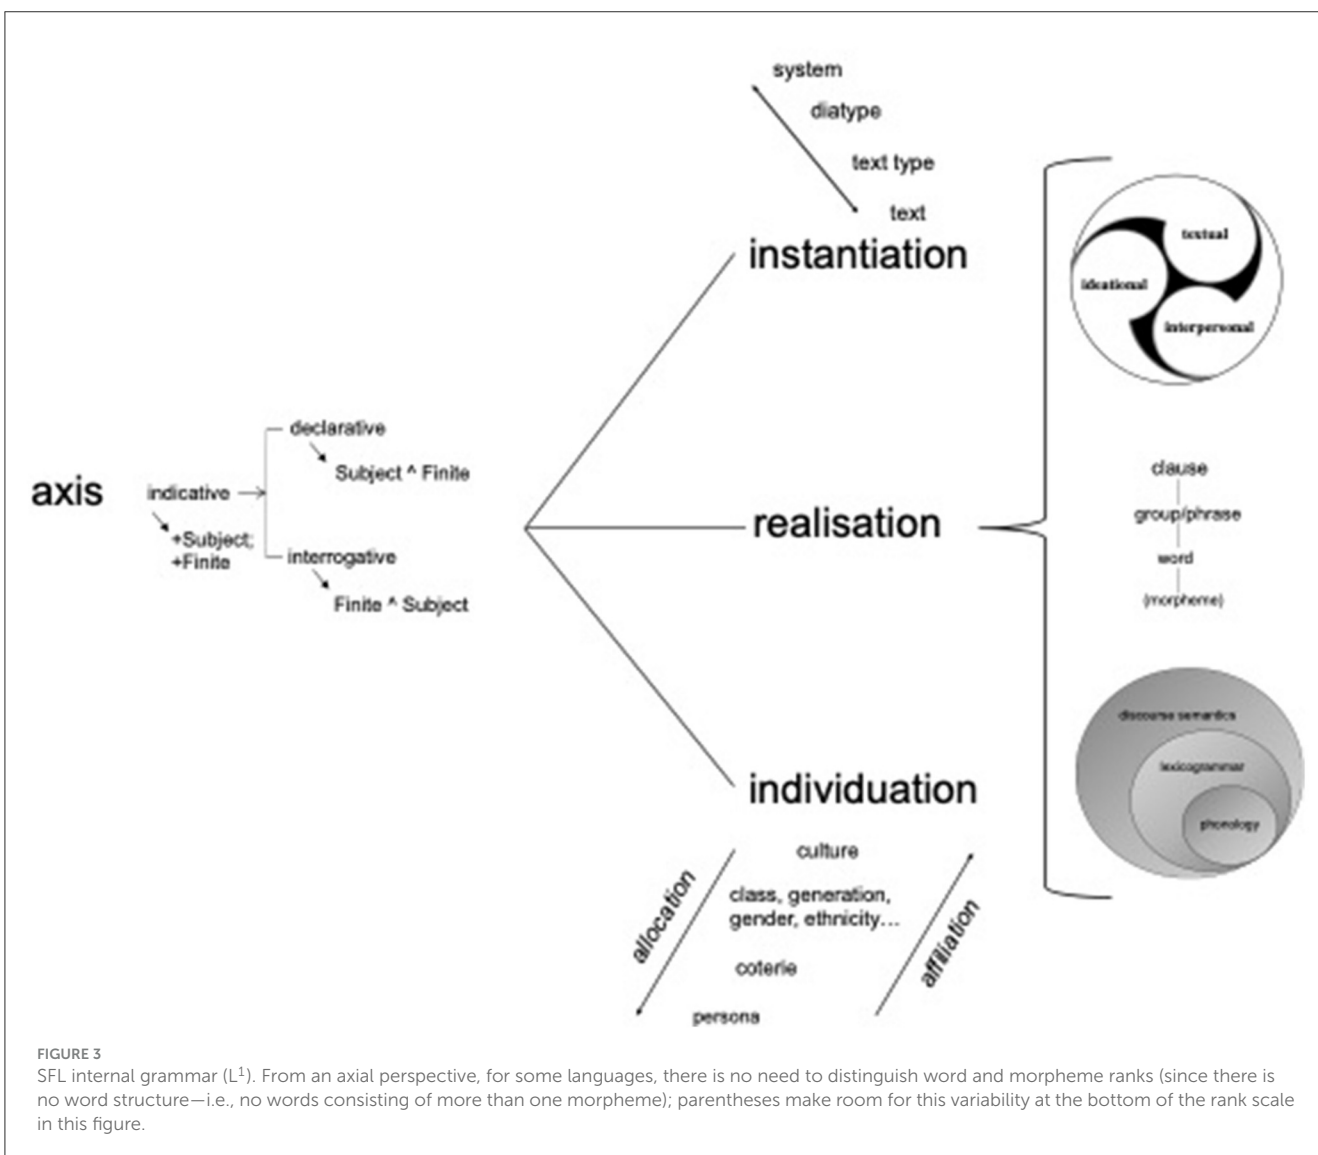 system
diatype
text type
text
instantiation
textual
ideational
interpersonal
declarative
Subject ^ Finite
axis
indicative
+Subject;
+Finite
interrogative
Finite ^ Subject
realisation
clause
group/phrase
word
(morpheme)
discourse semantics
lexicogrammar
phonology
individuation
culture
class, generation,
gender, ethnicity...
coterie
persona
allocation
affiliation
FIGURE 3
SFL internal grammar (L¹). From an axial perspective, for some languages, there is no need to distinguish word and morpheme ranks (since there is
no word structure—i.e., no words consisting of more than one morpheme); parentheses make room for this variability at the bottom of the rank scale
in this figure.